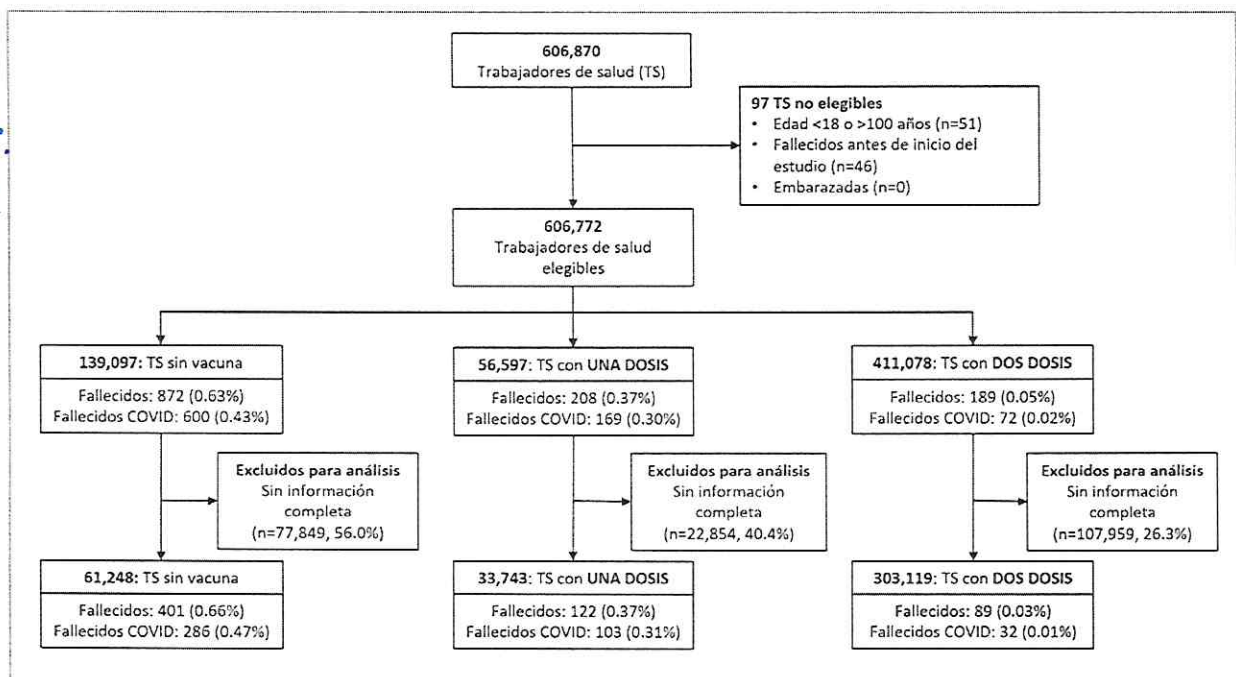 606,870
Trabajadores de salud (TS)
97 TS no elegibles
• Edad <18 o >100 años (n=51)
• Fallecidos antes de inicio del
estudio (n=46)
• Embarazadas (n=0)
606,772
Trabajadores de salud
elegibles
139,097: TS sin vacuna
Fallecidos: 872 (0.63%)
Fallecidos COVID: 600 (0.43%)
56,597: TS con UNA DOSIS
Fallecidos: 208 (0.37%)
Fallecidos COVID: 169 (0.30%)
411,078: TS con DOS DOSIS
Fallecidos: 189 (0.05%)
Fallecidos COVID: 72 (0.02%)
Excluidos para análisis
Sin información
completa
(n=77,849, 56.0%)
Excluidos para análisis
Sin información
completa
(n=22,854, 40.4%)
Excluidos para análisis
Sin información
completa
(n=107,959, 26.3%)
61,248: TS sin vacuna
Fallecidos: 401 (0.66%)
Fallecidos COVID: 286 (0.47%)
33,743: TS con UNA DOSIS
Fallecidos: 122 (0.37%)
Fallecidos COVID: 103 (0.31%)
303,119: TS con DOS DOSIS
Fallecidos: 89 (0.03%)
Fallecidos COVID: 32 (0.01%)